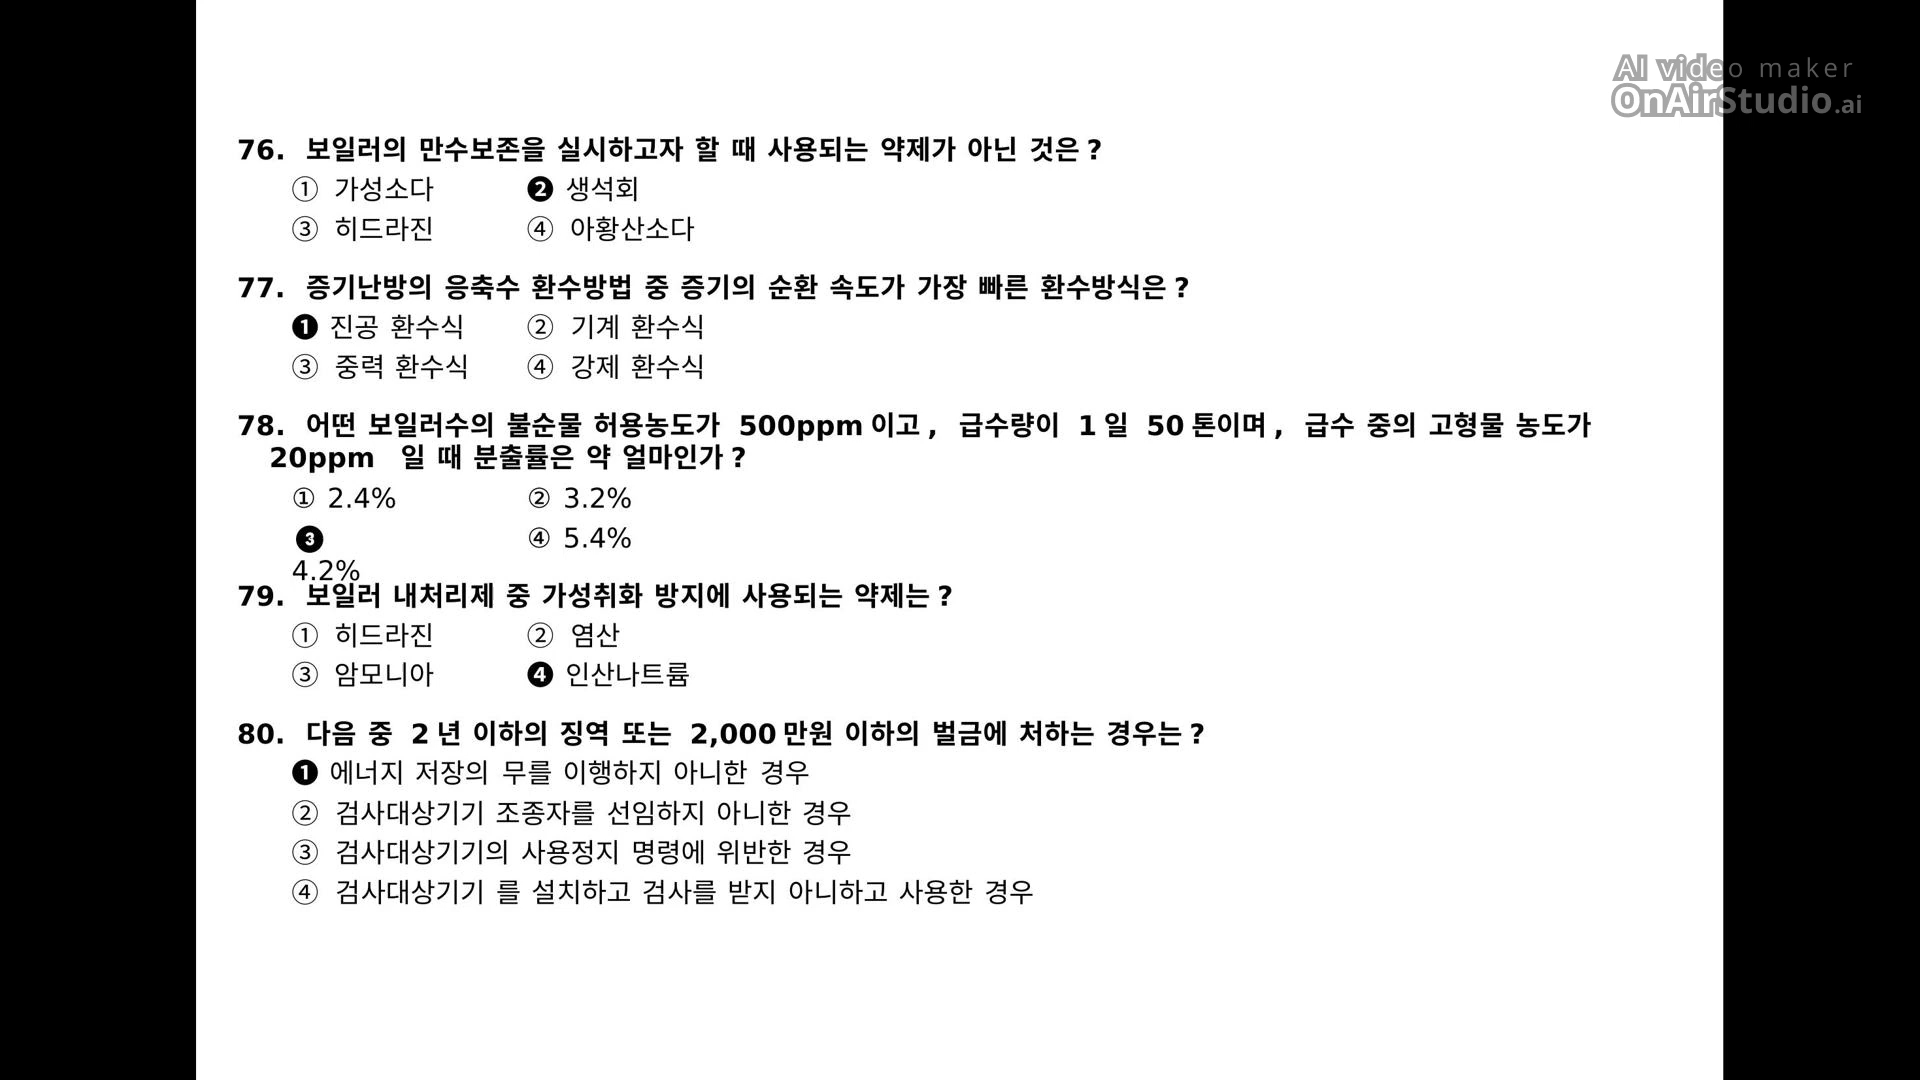 AI video maker
OnAirStudio.ai
76. 보일러의 만수보존을 실시하고자 할 때 사용되는 약제가 아닌 것은?
① 가성소다 ❷ 생석회
③ 히드라진 ④ 아황산소다
77. 증기난방의 응축수 환수방법 중 증기의 순환 속도가 가장 빠른 환수방식은?
❶ 진공 환수식 ② 기계 환수식
③ 중력 환수식 ④ 강제 환수식
78. 어떤 보일러수의 불순물 허용농도가 500ppm이고, 급수량이 1일 50톤이며, 급수 중의 고형물 농도가
20ppm 일 때 분출률은 약 얼마인가?
① 2.4% ② 3.2%
❸ ④ 5.4%
4.2%
79. 보일러 내처리제 중 가성취화 방지에 사용되는 약제는?
① 히드라진 ② 염산
③ 암모니아 ❹ 인산나트륨
80. 다음 중 2년 이하의 징역 또는 2,000만원 이하의 벌금에 처하는 경우는?
❶ 에너지 저장의 무를 이행하지 아니한 경우
② 검사대상기기 조종자를 선임하지 아니한 경우
③ 검사대상기기의 사용정지 명령에 위반한 경우
④ 검사대상기기 를 설치하고 검사를 받지 아니하고 사용한 경우